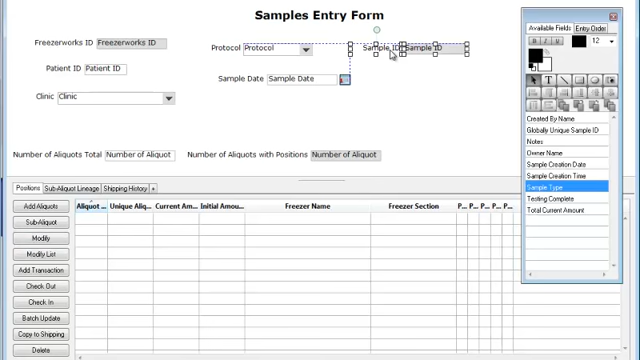 Samples Entry Form
Freezerworks ID Freezerworks ID
Protocol Protocol
Sample ID Sample ID
Patient ID Patient ID
Sample Date Sample Date
Clinic Clinic
Number of Aliquots Total Number of Aliquot
Number of Aliquots with Positions Number of Aliquot
Positions Sub-Aliquot Lineage Shipping History
Aliquot ... Unique Aliq... Current Am... Initial Amou... Freezer Name Freezer Section P... P... P... P... P...
Add Aliquots
Sub-Aliquot
Modify
Modify List
Add Transaction
Check Out
Check In
Batch Update
Copy to Shipping
Delete
Available Fields Entry Order
B I U 12
Created By Name
Globally Unique Sample ID
Notes
Owner Name
Sample Creation Date
Sample Creation Time
Sample Type
Testing Complete
Total Current Amount